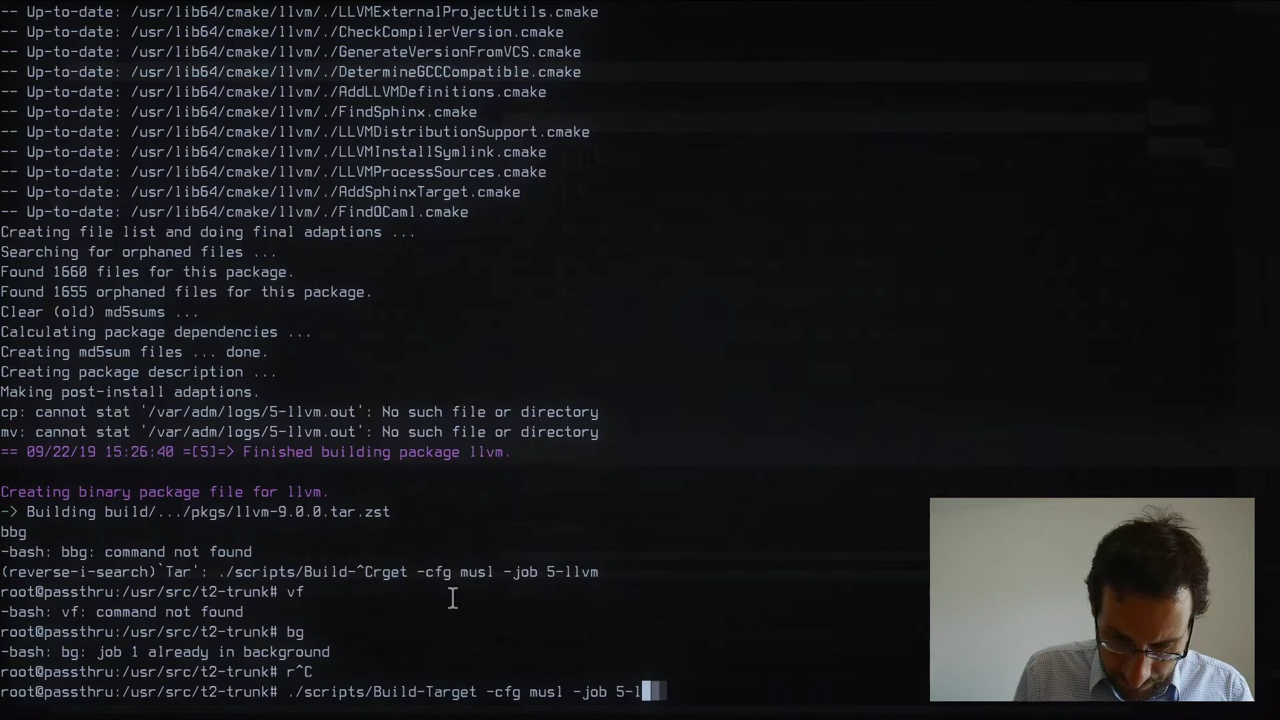 -- Up-to-date: /usr/lib64/cmake/llvm/./LLVMExternalProjectUtils.cmake
-- Up-to-date: /usr/lib64/cmake/llvm/./CheckCompilerVersion.cmake
-- Up-to-date: /usr/lib64/cmake/llvm/./GenerateVersionFromVCS.cmake
-- Up-to-date: /usr/lib64/cmake/llvm/./DetermineGCCCompatible.cmake
-- Up-to-date: /usr/lib64/cmake/llvm/./AddLLVMDefinitions.cmake
-- Up-to-date: /usr/lib64/cmake/llvm/./FindSphinx.cmake
-- Up-to-date: /usr/lib64/cmake/llvm/./LLVMDistributionSupport.cmake
-- Up-to-date: /usr/lib64/cmake/llvm/./LLVMInstallSymlink.cmake
-- Up-to-date: /usr/lib64/cmake/llvm/./LLVMProcessSources.cmake
-- Up-to-date: /usr/lib64/cmake/llvm/./AddSphinxTarget.cmake
-- Up-to-date: /usr/lib64/cmake/llvm/./FindOCaml.cmake
Creating file list and doing final adaptions ...
Searching for orphaned files ...
Found 1660 files for this package.
Found 1655 orphaned files for this package.
Clear (old) md5sums ...
Calculating package dependencies ...
Creating md5sum files ... done.
Creating package description ...
Making post-install adaptions.
cp: cannot stat '/var/adm/logs/5-llvm.out': No such file or directory
mv: cannot stat '/var/adm/logs/5-llvm.out': No such file or directory
== 09/22/19 15:26:40 =[5]=> Finished building package llvm.
Creating binary package file for llvm.
-> Building build/.../pkgs/llvm-9.0.0.tar.zst
bbg
-bash: bbg: command not found
(reverse-i-search)`Tar': ./scripts/Build-^Crget -cfg musl -job 5-llvm
root@passthru:/usr/src/t2-trunk# vf
-bash: vf: command not found
root@passthru:/usr/src/t2-trunk# bg
-bash: bg: job 1 already in background
root@passthru:/usr/src/t2-trunk# r^C
root@passthru:/usr/src/t2-trunk# ./scripts/Build-Target -cfg musl -job 5-l